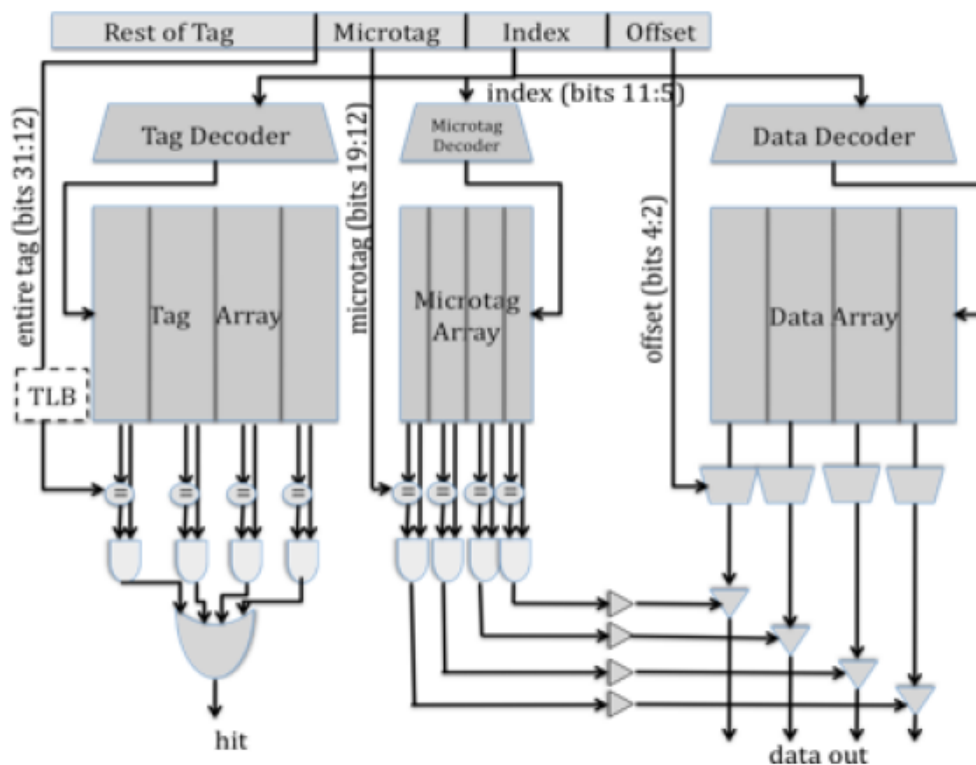 Rest of Tag Microtag Index Offset
index (bits 11:5)
Tag Decoder
Microtag
Decoder
Data Decoder
entire tag (bits 31:12)
microtag (bits 19:12)
offset (bits 4:2)
Tag Array
Microtag
Array
Data Array
TLB
=
=
=
=
=
=
=
=
hit
data out